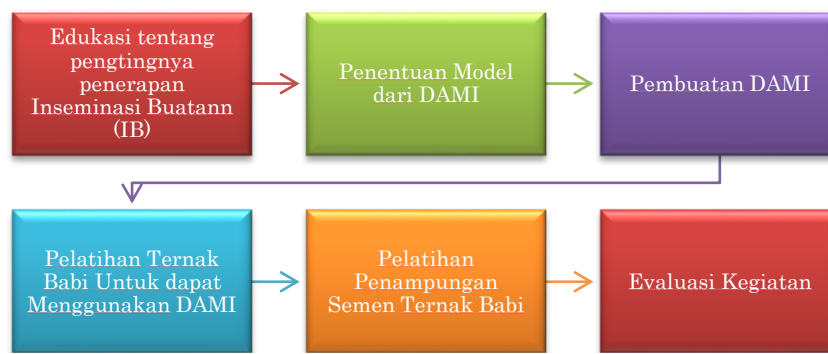 Edukasi tentang
pengtingnya
penerapan
Inseminasi Buatann
(IB)
Penentuan Model
dari DAMI
Pembuatan DAMI
Pelatihan Ternak
Babi Untuk dapat
Menggunakan DAMI
Pelatihan
Penampungan
Semen Ternak Babi
Evaluasi Kegiatan